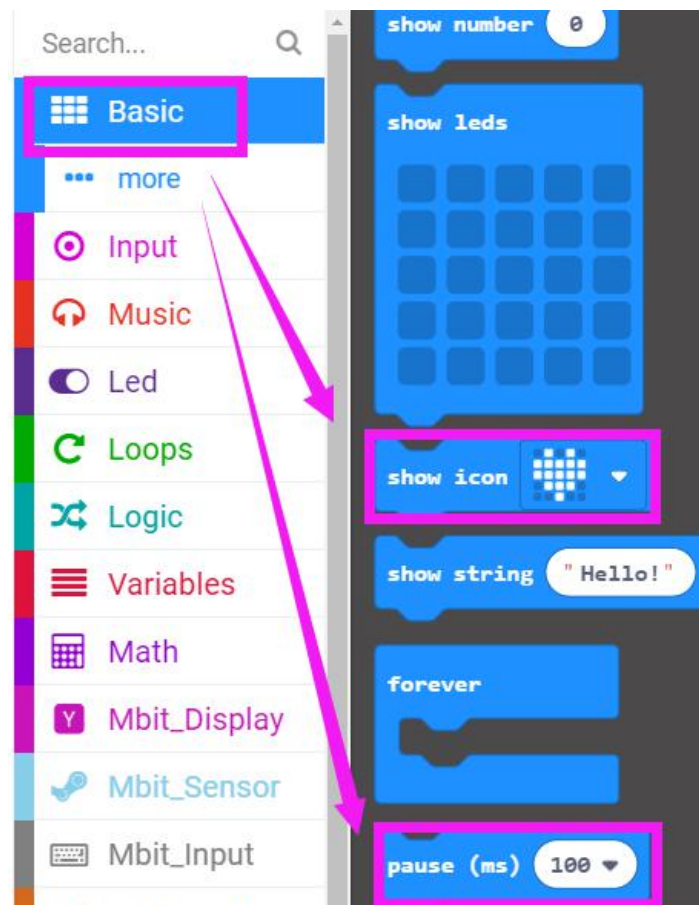 Search...
Basic
more
Input
Music
Led
Loops
Logic
Variables
Math
Mbit_Display
Mbit_Sensor
Mbit_Input
show number 0
show leds
show icon
show string "Hello!"
forever
pause (ms) 100